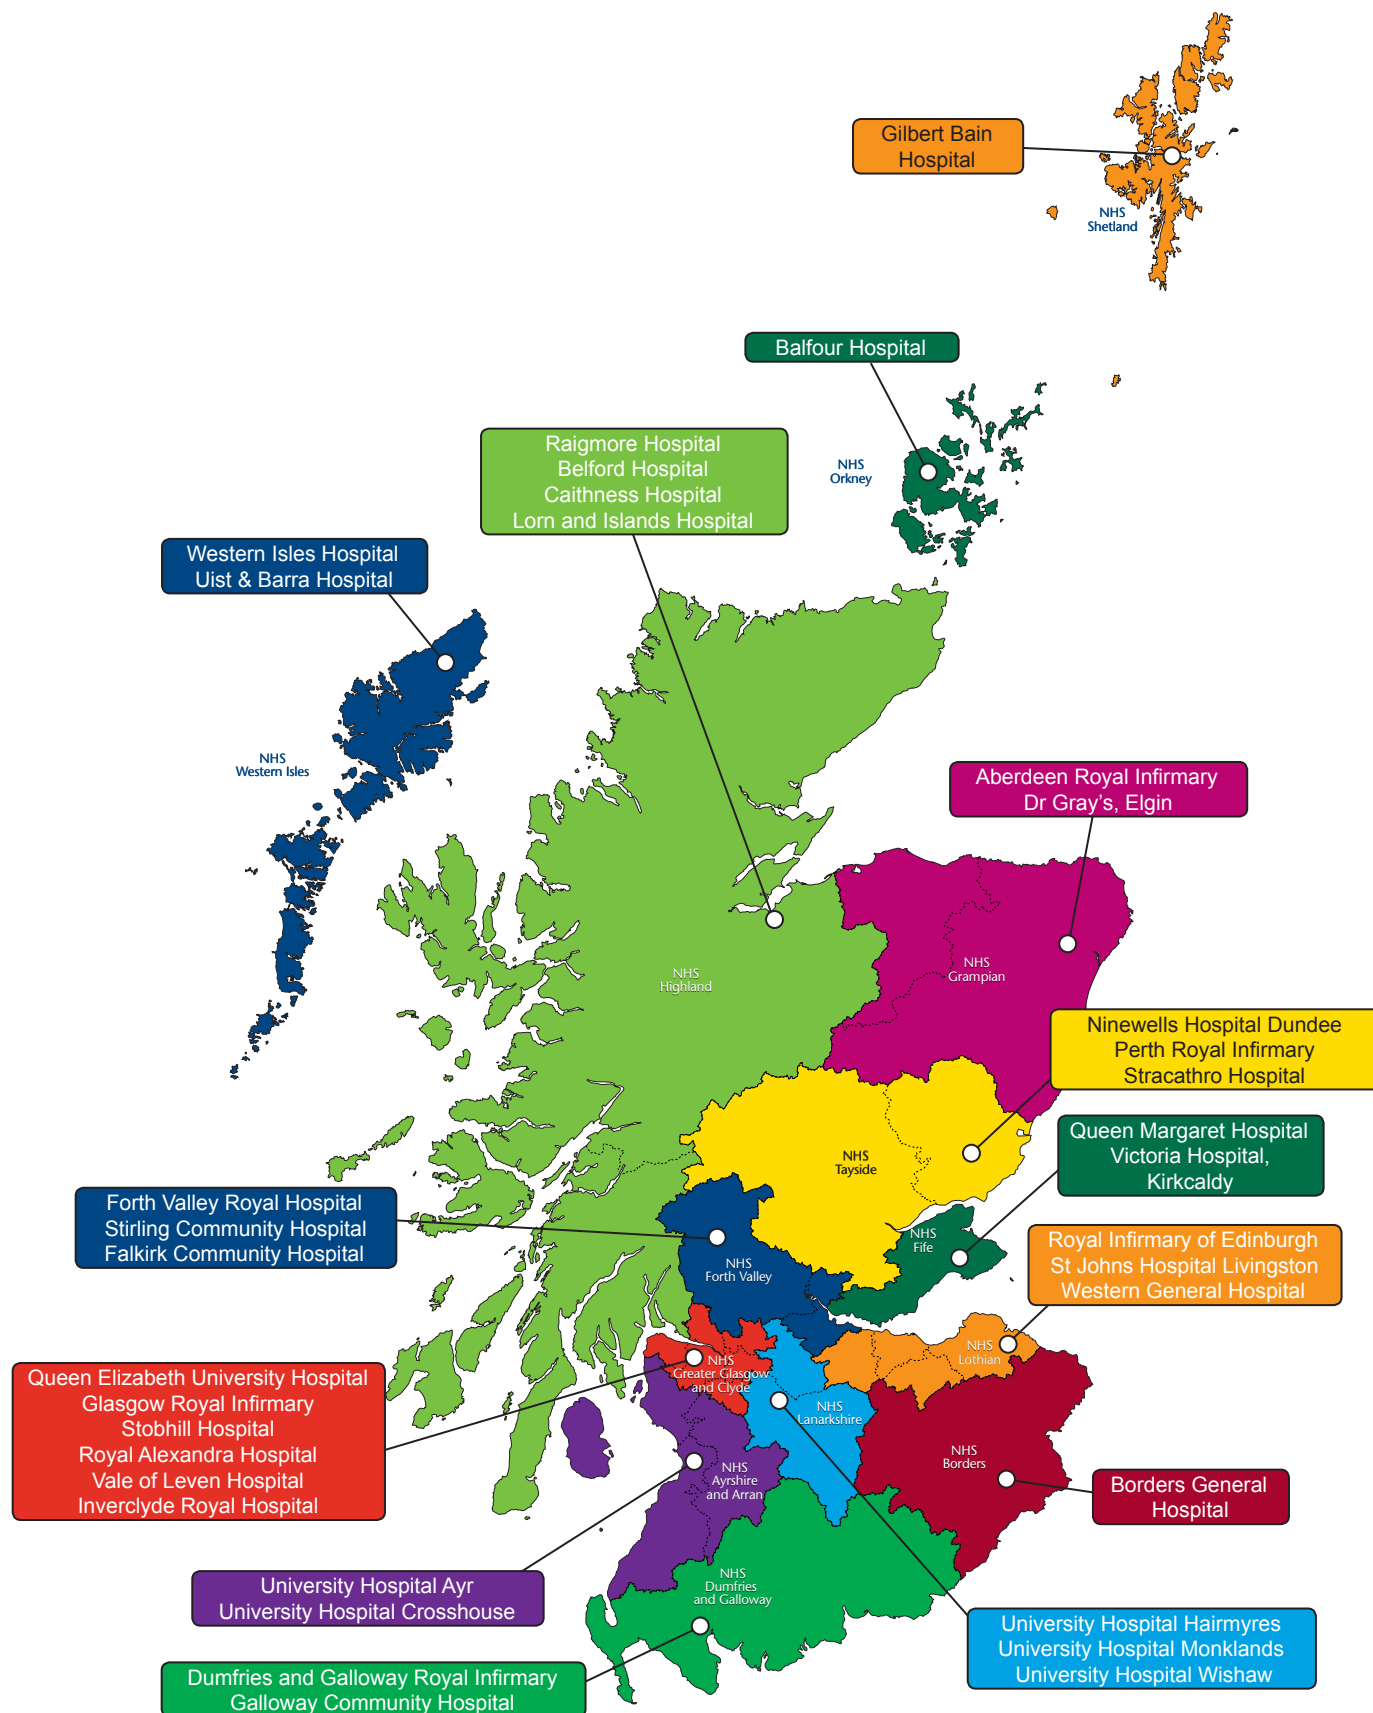 Gilbert Bain
Hospital
NHS
Shetland
Balfour Hospital
NHS
Orkney
Raigmore Hospital
Belford Hospital
Caithness Hospital
Lorn and Islands Hospital
Western Isles Hospital
Uist & Barra Hospital
NHS
Western Isles
Aberdeen Royal Infirmary
Dr Gray’s, Elgin
NHS
Highland
NHS
Grampian
Ninewells Hospital Dundee
Perth Royal Infirmary
Stracathro Hospital
NHS
Tayside
Queen Margaret Hospital
Victoria Hospital,
Kirkcaldy
Forth Valley Royal Hospital
Stirling Community Hospital
Falkirk Community Hospital
NHS
Forth Valley
NHS
Fife
Royal Infirmary of Edinburgh
St Johns Hospital Livingston
Western General Hospital
NHS
Lothian
Queen Elizabeth University Hospital
Glasgow Royal Infirmary
Stobhill Hospital
Royal Alexandra Hospital
Vale of Leven Hospital
Inverclyde Royal Hospital
NHS
Greater Glasgow
and Clyde
NHS
Lanarkshire
NHS
Ayrshire
and Arran
NHS
Borders
Borders General
Hospital
University Hospital Ayr
University Hospital Crosshouse
NHS
Dumfries
and Galloway
University Hospital Hairmyres
University Hospital Monklands
University Hospital Wishaw
Dumfries and Galloway Royal Infirmary
Galloway Community Hospital